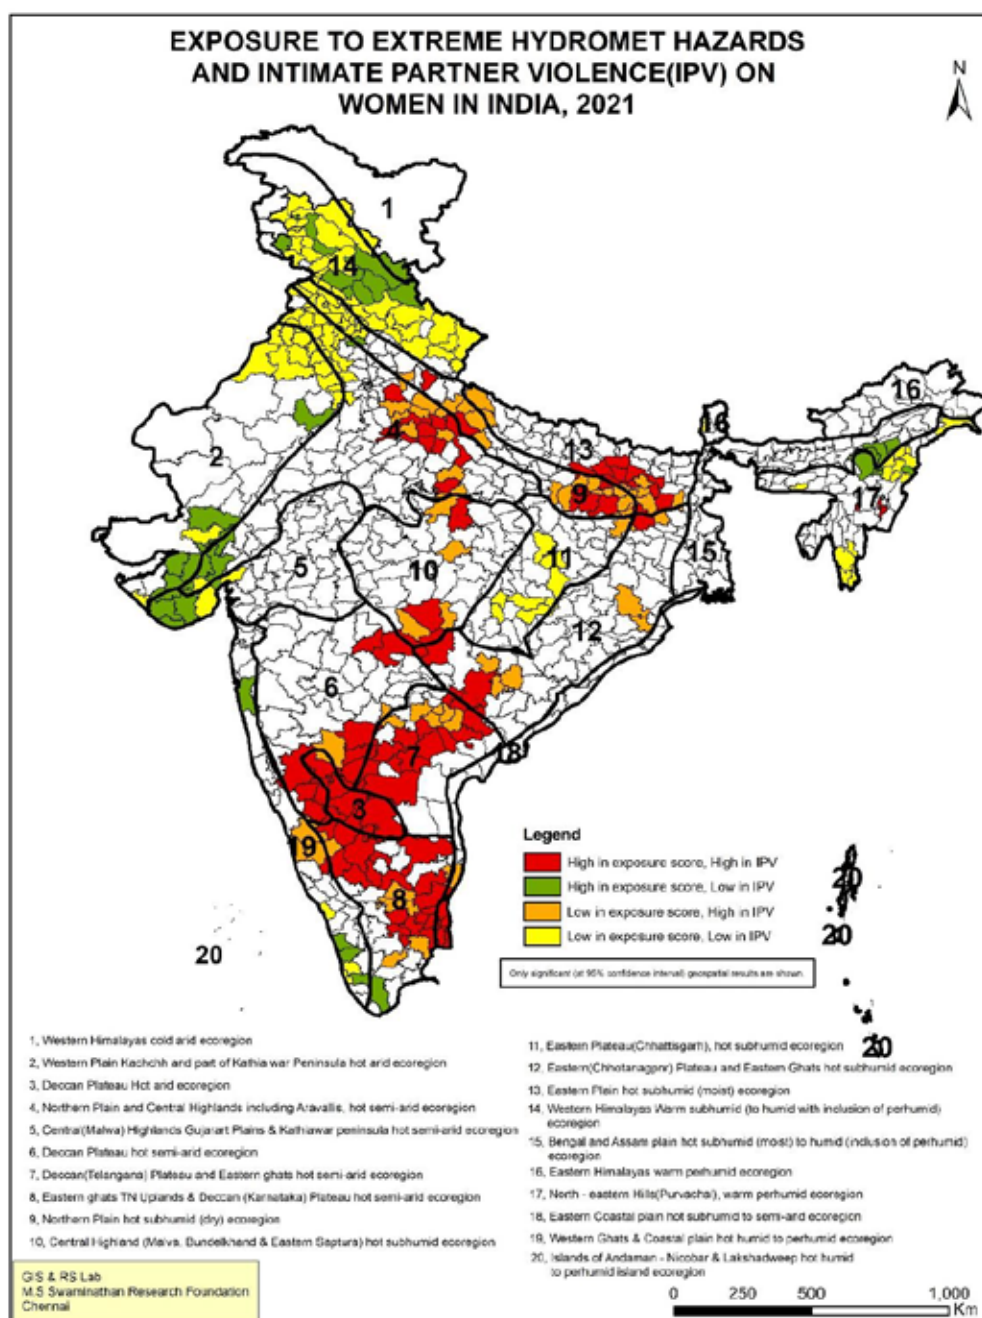 EXPOSURE TO EXTREME HYDROMET HAZARDS
AND INTIMATE PARTNER VIOLENCE(IPV) ON
WOMEN IN INDIA, 2021
N
1
14
16
2
4
13
16
9
17
5
10
11
15
12
6
7
18
3
19
8
20
20
20
20
Legend
High in exposure score, High in IPV
High in exposure score, Low in IPV
Low in exposure score, High in IPV
Low in exposure score, Low in IPV
Only significant (at 95% confidence interval) geospatial results are shown.
1, Western Himalayas cold arid ecoregion
2, Western Plain Kachchh and part of Kathiawar Peninsula hot arid ecoregion
3, Deccan Plateau Hot arid ecoregion
4, Northern Plain and Central Highlands including Aravallis, hot semi-arid ecoregion
5, Central(Malwa) Highlands Gujarart Plains & Kathiawar peninsula hot semi-arid ecoregion
6, Deccan Plateau hot semi-arid ecoregion
7, Deccan(Telangana) Plateau and Eastern ghats hot semi-arid ecoregion
8, Eastern ghats TN Uplands & Deccan (Karnataka) Plateau hot semi-arid ecoregion
9, Northern Plain hot subhumid (dry) ecoregion
10, Central Highland (Malva, Bundelkhand & Eastern Saptura) hot subhumid ecoregion
11, Eastern Plateau(Chhattisgarh), hot subhumid ecoregion
12, Eastern(Chhotanagpnr) Plateau and Eastern Ghats hot subhumid ecoregion
13, Eastern Plain hot subhumid (moist) ecoregion
14, Western Himalayas Warm subhumid (to humid with inclusion of perhumid)
ecoregion
15, Bengal and Assam plain hot subhumid (moist) to humid (inclusion of perhumid)
ecoregion
16, Eastern Himalayas warm perhumid ecoregion
17, North - eastern Hills(Purvachal), warm perhumid ecoregion
18, Eastern Coastal plain hot subhumid to semi-arid ecoregion
19, Western Ghats & Coastal plain hot humid to perhumid ecoregion
20, Islands of Andaman - Nicobar & Lakshadweep hot humid
to perhumid island ecoregion
GIS & RS Lab
M.S Swaminathan Research Foundation
Chennai
0 250 500 1,000
Km